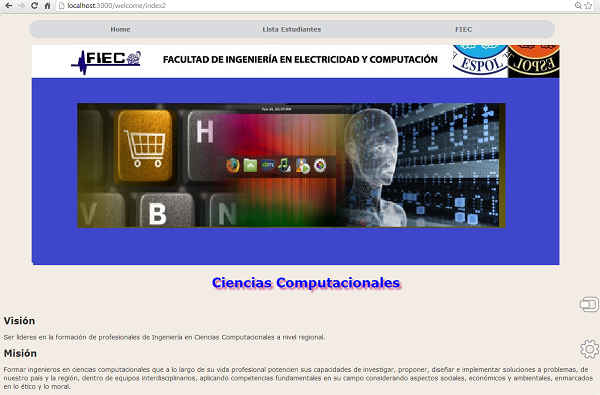 localhost:3000/welcome/index2
Home Lista Estudiantes FIEC
FIEC FACULTAD DE INGENIERÍA EN ELECTRICIDAD Y COMPUTACIÓN ESPOL ESPOL
H
V B N
Ciencias Computacionales
Visión
Ser lideres en la formación de profesionales de Ingeniería en Ciencias Computacionales a nivel regional.
Misión
Formar ingenieros en ciencias computacionales que a lo largo de su vida profesional potencien sus capacidades de investigar, proponer, diseñar e implementar soluciones a problemas, de
nuestro país y la región, dentro de equipos interdisciplinarios, aplicando competencias fundamentales en su campo considerando aspectos sociales, económicos y ambientales, enmarcados
en lo ético y lo moral.